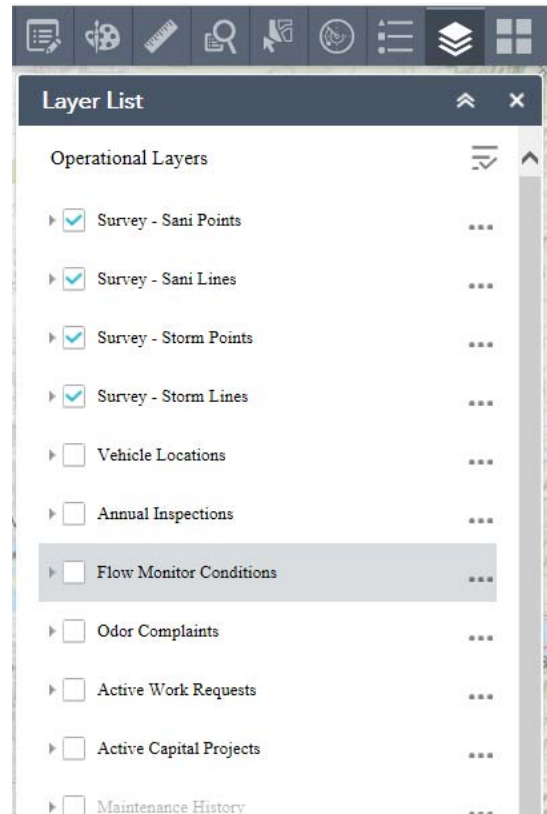 Layer List
Operational Layers
Survey - Sani Points
Survey - Sani Lines
Survey - Storm Points
Survey - Storm Lines
Vehicle Locations
Annual Inspections
Flow Monitor Conditions
Odor Complaints
Active Work Requests
Active Capital Projects
Maintenance History